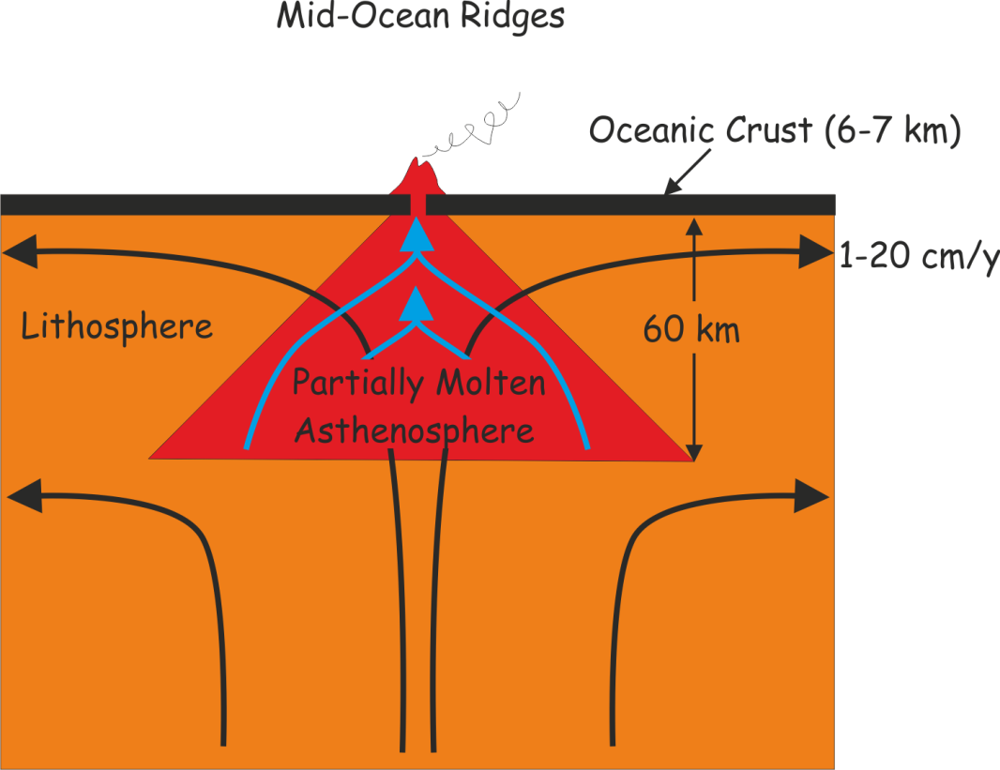 Mid-Ocean Ridges
Oceanic Crust (6-7 km)
1-20 cm/y
Lithosphere
60 km
Partially Molten
Asthenosphere